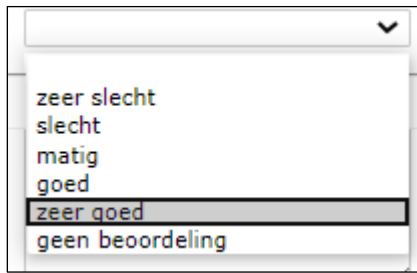 zeer slecht
slecht
matig
goed
zeer goed
geen beoordeling